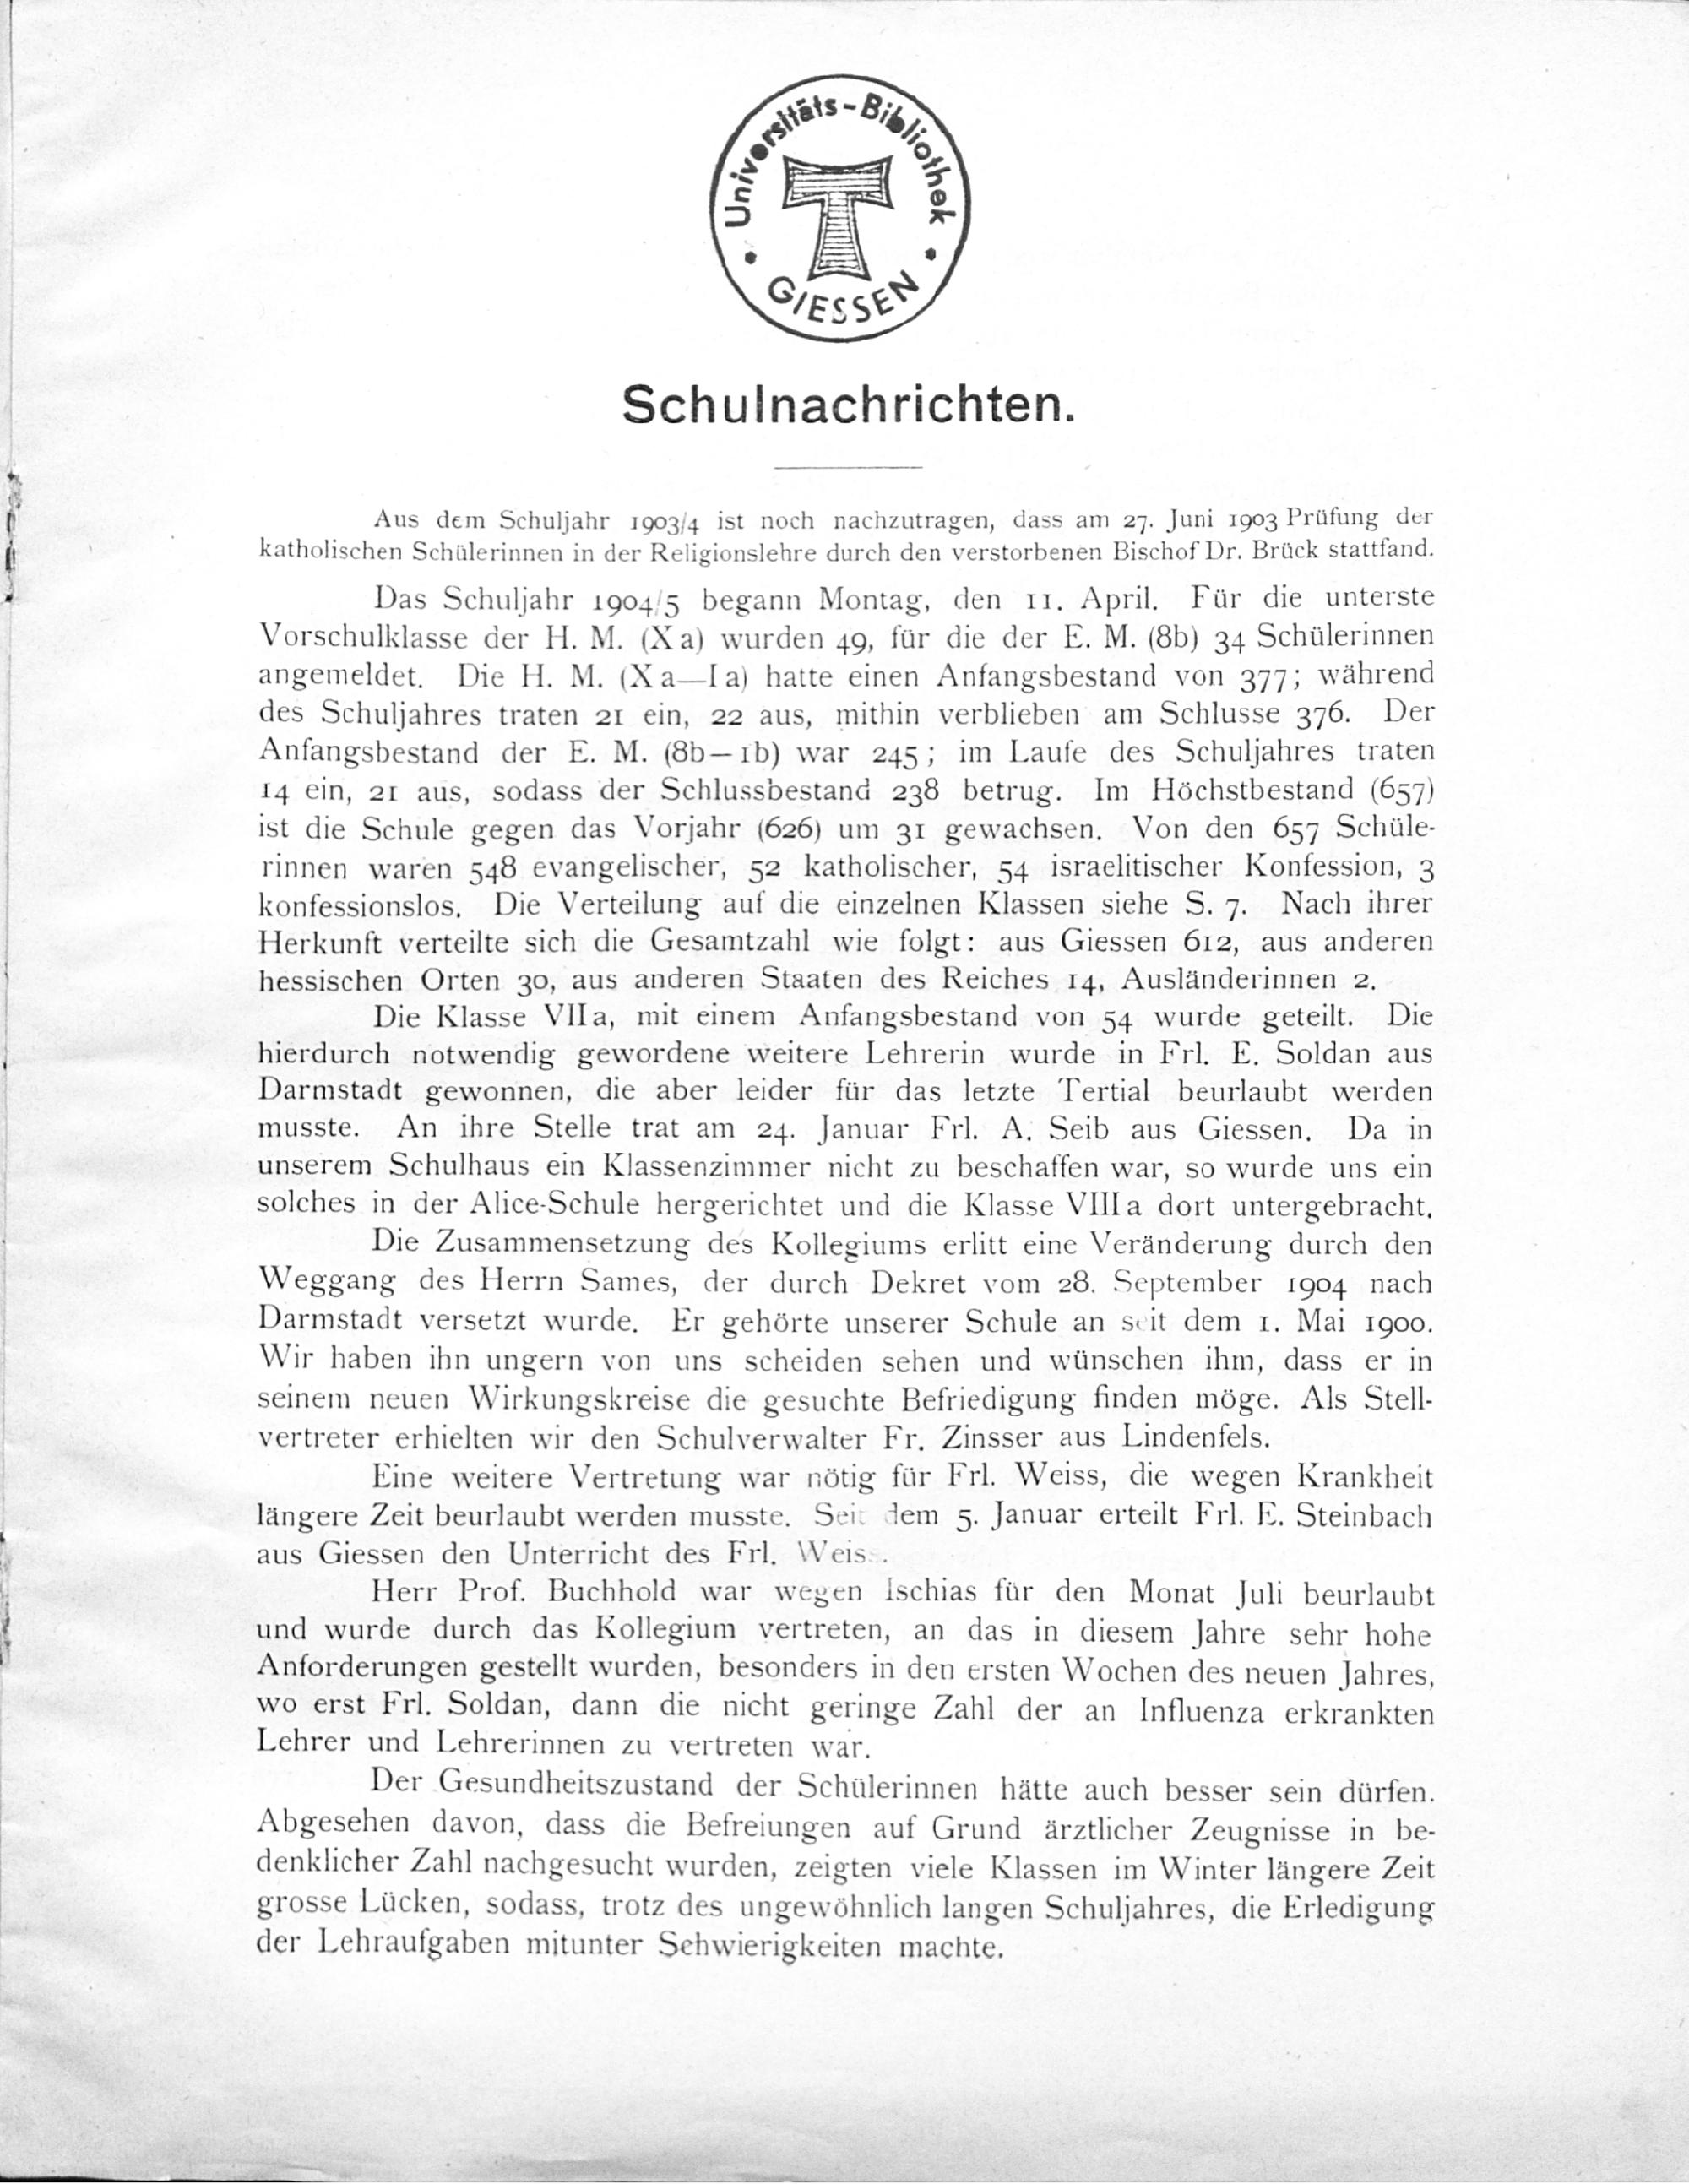 Universitäts-Bibliothek
GIESSEN
Schulnachrichten.
Aus dem Schuljahr 1903/4 ist noch nachzutragen, dass am 27. Juni 1903 Prüfung der
katholischen Schülerinnen in der Religionslehre durch den verstorbenen Bischof Dr. Brück stattfand.
Das Schuljahr 1904/5 begann Montag, den 11. April. Für die unterste
Vorschulklasse der H. M. (Xa) wurden 49, für die der E. M. (8b) 34 Schülerinnen
angemeldet. Die H. M. (Xa—Ia) hatte einen Anfangsbestand von 377; während
des Schuljahres traten 21 ein, 22 aus, mithin verblieben am Schlusse 376. Der
Anfangsbestand der E. M. (8b—1b) war 245; im Laufe des Schuljahres traten
14 ein, 21 aus, sodass der Schlussbestand 238 betrug. Im Höchstbestand (657)
ist die Schule gegen das Vorjahr (626) um 31 gewachsen. Von den 657 Schüle-
rinnen waren 548 evangelischer, 52 katholischer, 54 israelitischer Konfession, 3
konfessionslos. Die Verteilung auf die einzelnen Klassen siehe S. 7. Nach ihrer
Herkunft verteilte sich die Gesamtzahl wie folgt: aus Giessen 612, aus anderen
hessischen Orten 30, aus anderen Staaten des Reiches 14, Ausländerinnen 2.
Die Klasse VIIa, mit einem Anfangsbestand von 54 wurde geteilt. Die
hierdurch notwendig gewordene weitere Lehrerin wurde in Frl. E. Soldan aus
Darmstadt gewonnen, die aber leider für das letzte Tertial beurlaubt werden
musste. An ihre Stelle trat am 24. Januar Frl. A. Seib aus Giessen. Da in
unserem Schulhaus ein Klassenzimmer nicht zu beschaffen war, so wurde uns ein
solches in der Alice-Schule hergerichtet und die Klasse VIIIa dort untergebracht.
Die Zusammensetzung des Kollegiums erlitt eine Veränderung durch den
Weggang des Herrn Sames, der durch Dekret vom 28. September 1904 nach
Darmstadt versetzt wurde. Er gehörte unserer Schule an seit dem 1. Mai 1900.
Wir haben ihn ungern von uns scheiden sehen und wünschen ihm, dass er in
seinem neuen Wirkungskreise die gesuchte Befriedigung finden möge. Als Stell-
vertreter erhielten wir den Schulverwalter Fr. Zinsser aus Lindenfels.
Eine weitere Vertretung war nötig für Frl. Weiss, die wegen Krankheit
längere Zeit beurlaubt werden musste. Seit dem 5. Januar erteilt Frl. E. Steinbach
aus Giessen den Unterricht des Frl. Weiss.
Herr Prof. Buchhold war wegen Ischias für den Monat Juli beurlaubt
und wurde durch das Kollegium vertreten, an das in diesem Jahre sehr hohe
Anforderungen gestellt wurden, besonders in den ersten Wochen des neuen Jahres,
wo erst Frl. Soldan, dann die nicht geringe Zahl der an Influenza erkrankten
Lehrer und Lehrerinnen zu vertreten war.
Der Gesundheitszustand der Schülerinnen hätte auch besser sein dürfen.
Abgesehen davon, dass die Befreiungen auf Grund ärztlicher Zeugnisse in be-
denklicher Zahl nachgesucht wurden, zeigten viele Klassen im Winter längere Zeit
grosse Lücken, sodass, trotz des ungewöhnlich langen Schuljahres, die Erledigung
der Lehraufgaben mitunter Schwierigkeiten machte.